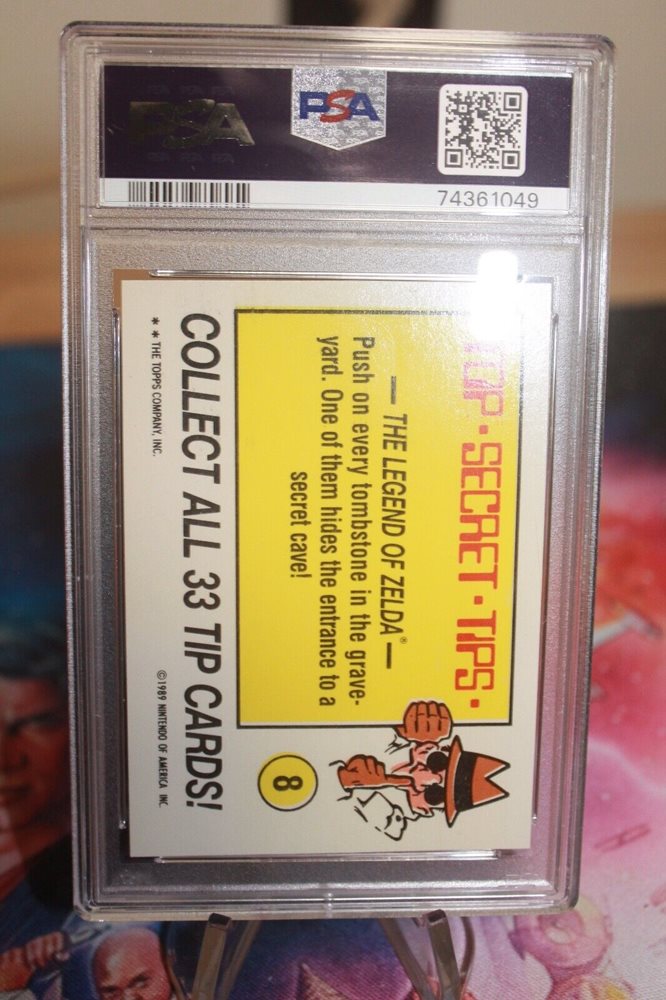 PSA
PSA
74361049
TOP·SECRET·TIPS·
— THE LEGEND OF ZELDA® —
Push on every tombstone in the grave-
yard. One of them hides the entrance to a
secret cave!
8
COLLECT ALL 33 TIP CARDS!
* * THE TOPPS COMPANY, INC.
©1989 NINTENDO OF AMERICA INC.